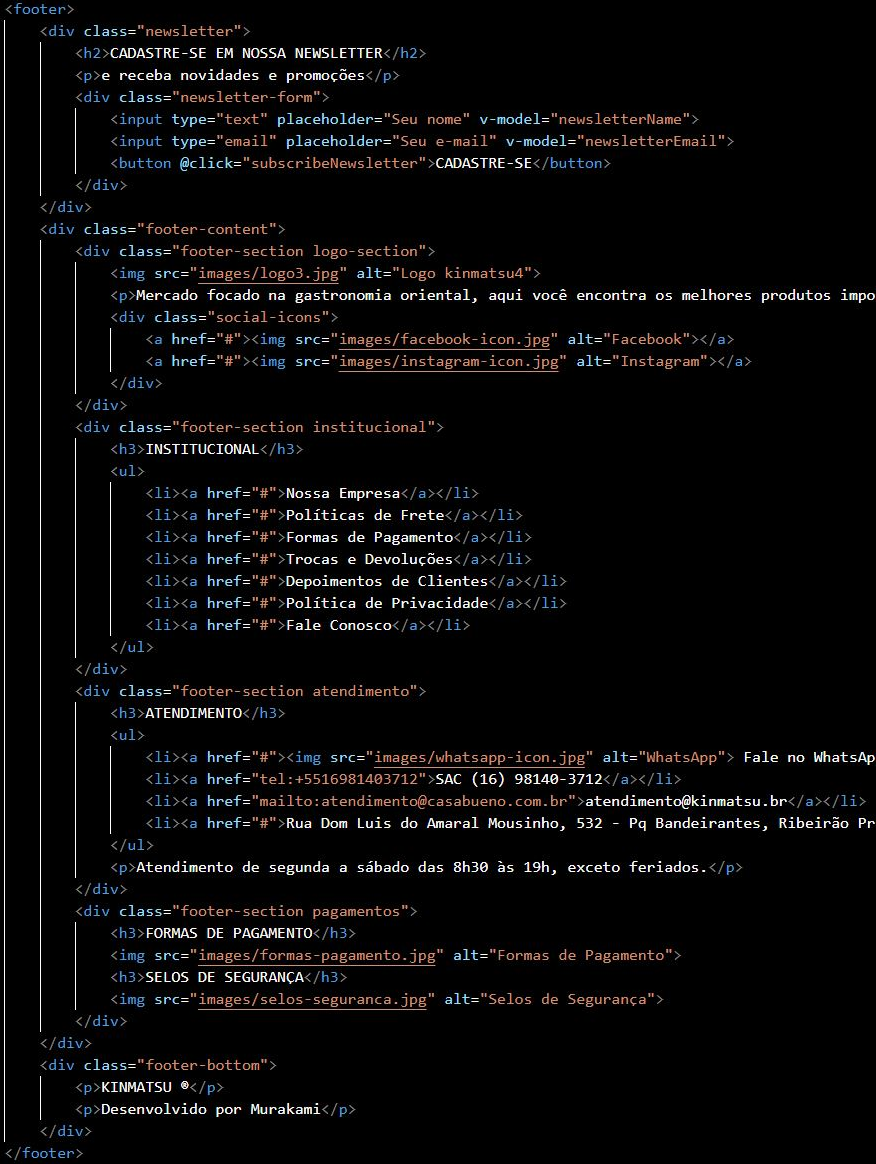 <footer>
<div class="newsletter">
<h2>CADASTRE-SE EM NOSSA NEWSLETTER</h2>
<p>e receba novidades e promoções</p>
<div class="newsletter-form">
<input type="text" placeholder="Seu nome" v-model="newsletterName">
<input type="email" placeholder="Seu e-mail" v-model="newsletterEmail">
<button @click="subscribeNewsletter">CADASTRE-SE</button>
</div>
</div>
<div class="footer-content">
<div class="footer-section logo-section">
<img src="images/logo3.jpg" alt="Logo kinmatsu4">
<p>Mercado focado na gastronomia oriental, aqui você encontra os melhores produtos impo
<div class="social-icons">
<a href="#"><img src="images/facebook-icon.jpg" alt="Facebook"></a>
<a href="#"><img src="images/instagram-icon.jpg" alt="Instagram"></a>
</div>
</div>
<div class="footer-section institucional">
<h3>INSTITUCIONAL</h3>
<ul>
<li><a href="#">Nossa Empresa</a></li>
<li><a href="#">Políticas de Frete</a></li>
<li><a href="#">Formas de Pagamento</a></li>
<li><a href="#">Trocas e Devoluções</a></li>
<li><a href="#">Depoimentos de Clientes</a></li>
<li><a href="#">Política de Privacidade</a></li>
<li><a href="#">Fale Conosco</a></li>
</ul>
</div>
<div class="footer-section atendimento">
<h3>ATENDIMENTO</h3>
<ul>
<li><a href="#"><img src="images/whatsapp-icon.jpg" alt="WhatsApp"> Fale no WhatsAp
<li><a href="tel:+5516981403712">SAC (16) 98140-3712</a></li>
<li><a href="mailto:atendimento@casabueno.com.br">atendimento@kinmatsu.br</a></li>
<li><a href="#">Rua Dom Luis do Amaral Mousinho, 532 - Pq Bandeirantes, Ribeirão Pr
</ul>
<p>Atendimento de segunda a sábado das 8h30 às 19h, exceto feriados.</p>
</div>
<div class="footer-section pagamentos">
<h3>FORMAS DE PAGAMENTO</h3>
<img src="images/formas-pagamento.jpg" alt="Formas de Pagamento">
<h3>SELOS DE SEGURANÇA</h3>
<img src="images/selos-seguranca.jpg" alt="Selos de Segurança">
</div>
</div>
<div class="footer-bottom">
<p>KINMATSU ®</p>
<p>Desenvolvido por Murakami</p>
</div>
</footer>